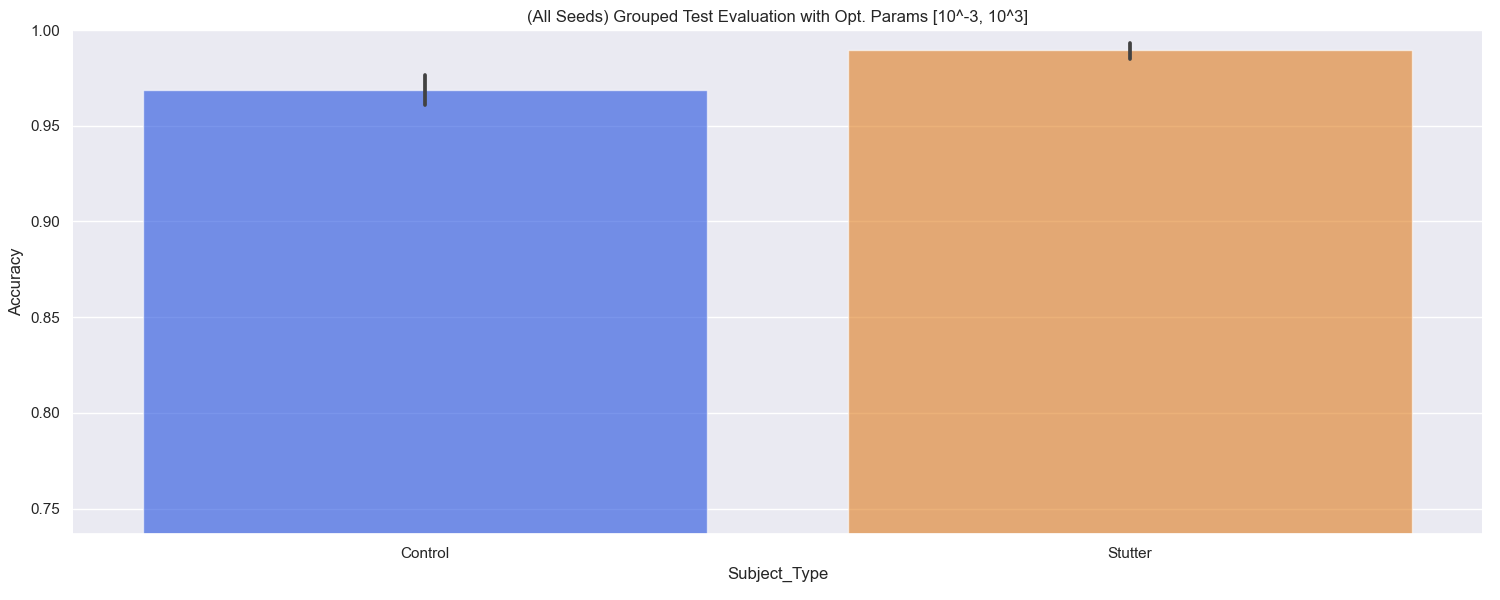 (All Seeds) Grouped Test Evaluation with Opt. Params [10^-3, 10^3]
1.00
0.95
0.90
0.85
0.80
0.75
Accuracy
Control
Stutter
Subject_Type